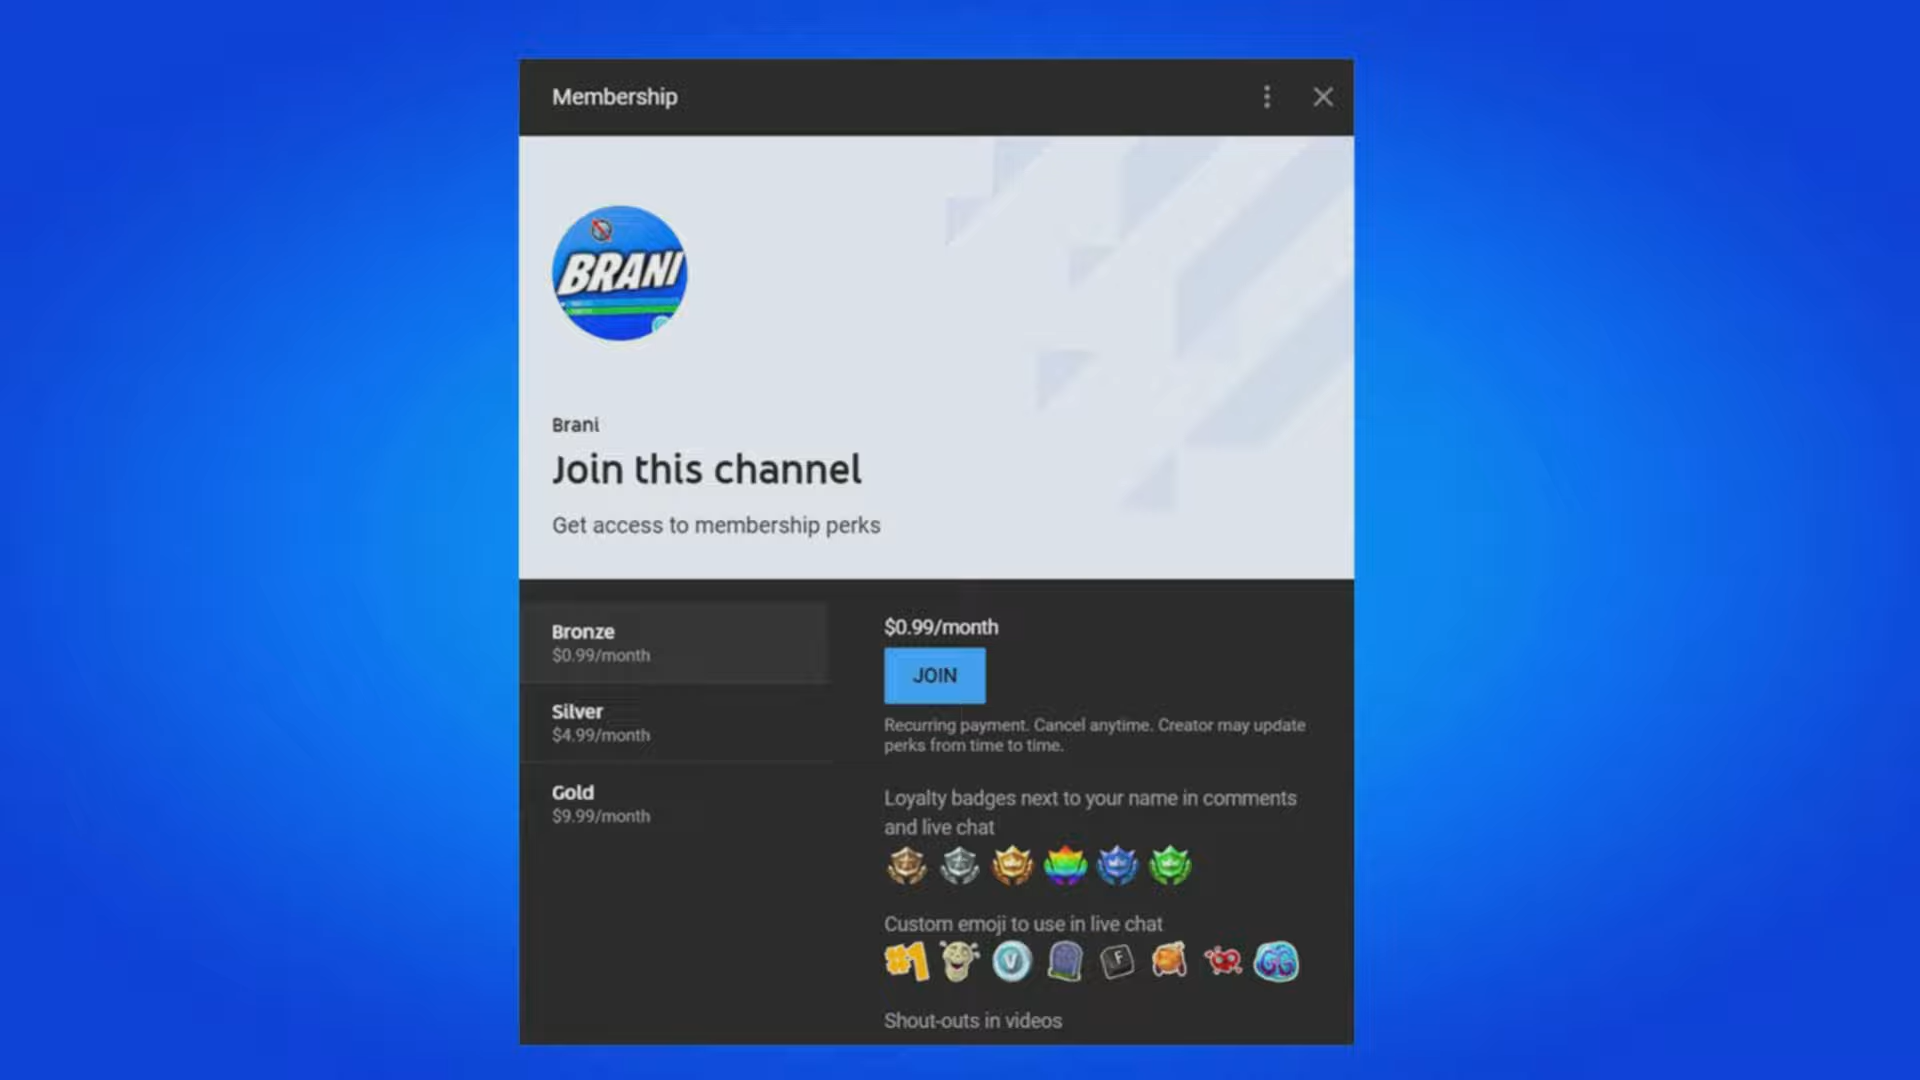 Membership
BRANI
Brani
Join this channel
Get access to membership perks
Bronze
$0.99/month
Silver
$4.99/month
Gold
$9.99/month
$0.99/month
JOIN
Recurring payment. Cancel anytime. Creator may update
perks from time to time.
Loyalty badges next to your name in comments
and live chat
Custom emoji to use in live chat
#1
V
F
GG
Shout-outs in videos